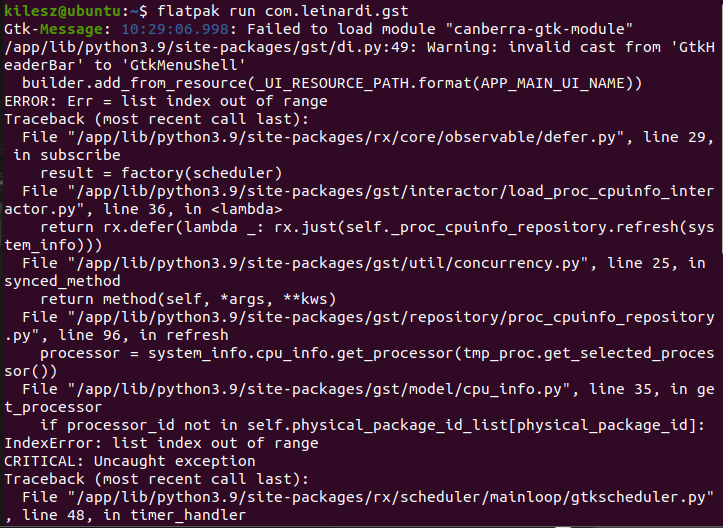 kilesz@ubuntu:~$ flatpak run com.leinardi.gst
Gtk-Message: 10:29:06.998: Failed to load module "canberra-gtk-module"
/app/lib/python3.9/site-packages/gst/di.py:49: Warning: invalid cast from 'GtkH
eaderBar' to 'GtkMenuShell'
  builder.add_from_resource(_UI_RESOURCE_PATH.format(APP_MAIN_UI_NAME))
ERROR: Err = list index out of range
Traceback (most recent call last):
  File "/app/lib/python3.9/site-packages/rx/core/observable/defer.py", line 29,
 in subscribe
    result = factory(scheduler)
  File "/app/lib/python3.9/site-packages/gst/interactor/load_proc_cpuinfo_inter
actor.py", line 36, in <lambda>
    return rx.defer(lambda _: rx.just(self._proc_cpuinfo_repository.refresh(sys
tem_info)))
  File "/app/lib/python3.9/site-packages/gst/util/concurrency.py", line 25, in
synced_method
    return method(self, *args, **kws)
  File "/app/lib/python3.9/site-packages/gst/repository/proc_cpuinfo_repository
.py", line 96, in refresh
    processor = system_info.cpu_info.get_processor(tmp_proc.get_selected_proces
sor())
  File "/app/lib/python3.9/site-packages/gst/model/cpu_info.py", line 35, in ge
t_processor
    if processor_id not in self.physical_package_id_list[physical_package_id]:
IndexError: list index out of range
CRITICAL: Uncaught exception
Traceback (most recent call last):
  File "/app/lib/python3.9/site-packages/rx/scheduler/mainloop/gtkscheduler.py"
, line 48, in timer_handler